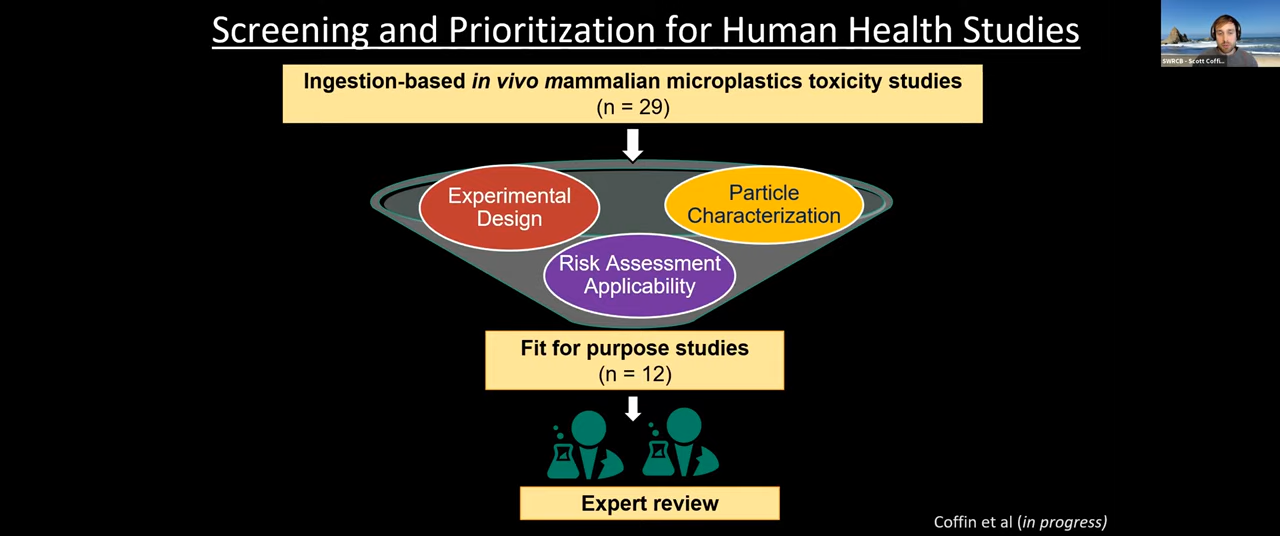 Screening and Prioritization for Human Health Studies
SWRCB - Scott Coffi...
Ingestion-based in vivo mammalian microplastics toxicity studies
(n = 29)
Experimental
Design
Particle
Characterization
Risk Assessment
Applicability
Fit for purpose studies
(n = 12)
Expert review
Coffin et al (in progress)